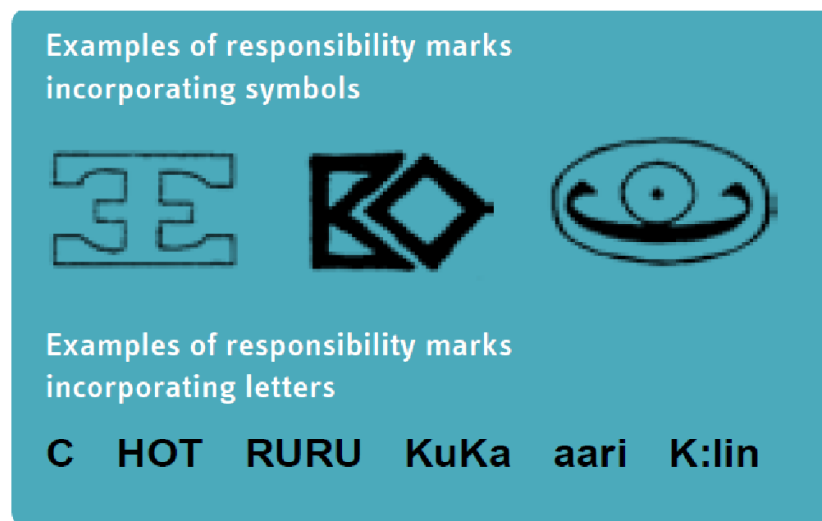 Examples of responsibility marks
incorporating symbols
Examples of responsibility marks
incorporating letters
C HOT RURU KuKa aari K:lin